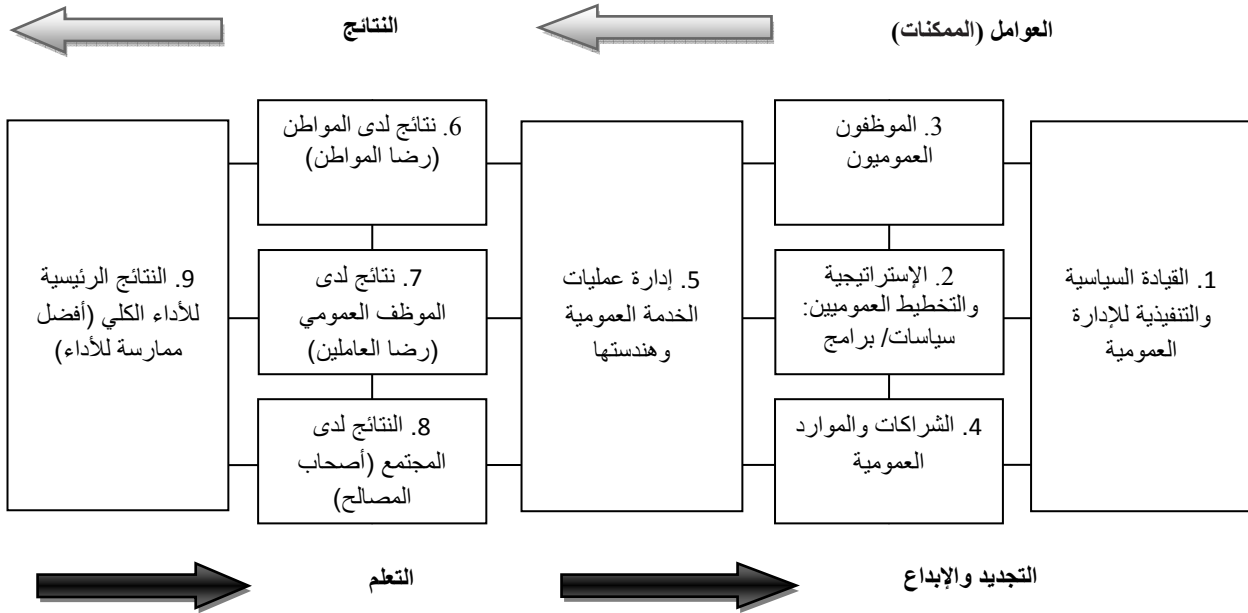 العوامل (الممكنات)
النتائج
1. القيادة السياسية
والتنفيذية للإدارة
العمومية
3. الموظفون
العموميون
2. الإستراتيجية
والتخطيط العموميين:
سياسات/ برامج
4. الشراكات والموارد
العمومية
5. إدارة عمليات
الخدمة العمومية
وهندستها
6. نتائج لدى المواطن
(رضا المواطن)
7. نتائج لدى
الموظف العمومي
(رضا العاملين)
8. النتائج لدى
المجتمع (أصحاب
المصالح)
9. النتائج الرئيسية
للأداء الكلي (أفضل
ممارسة للأداء)
التجديد والإبداع
التعلم